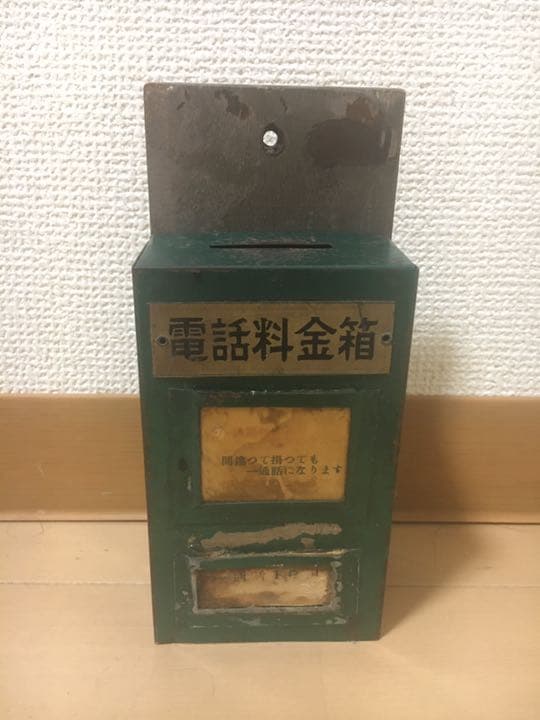 電話料金箱
間違つて掛つても
一通話になります